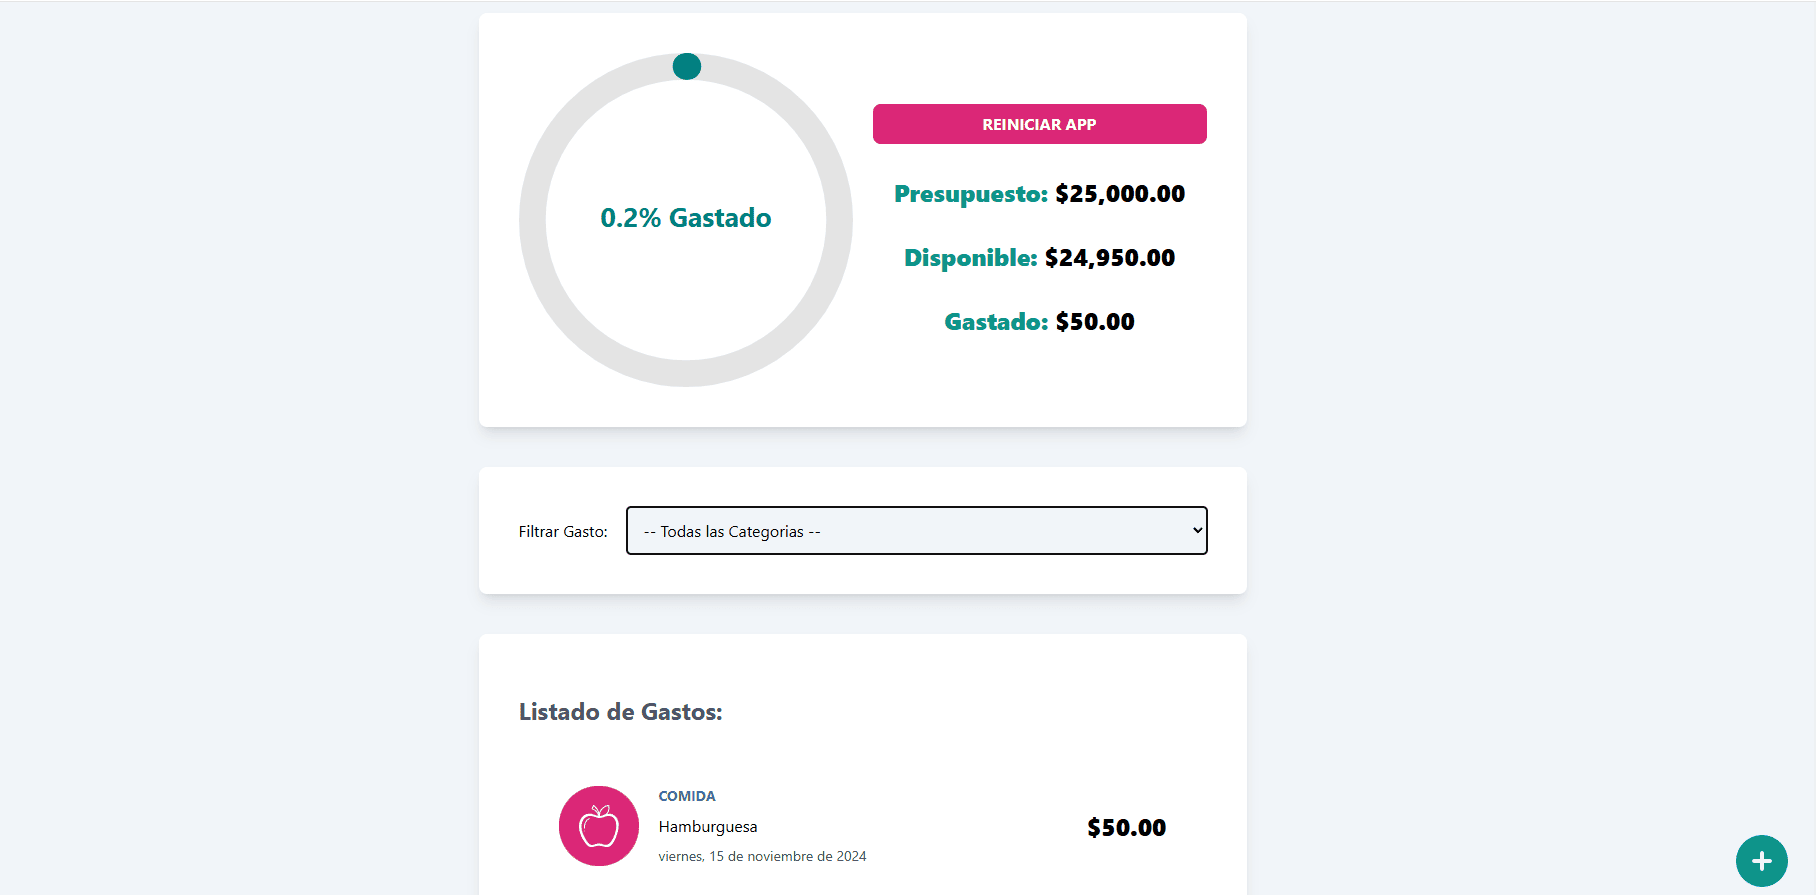 0.2% Gastado
REINICIAR APP
Presupuesto: $25,000.00
Disponible: $24,950.00
Gastado: $50.00
Filtrar Gasto:
-- Todas las Categorias --
Listado de Gastos:
COMIDA
Hamburguesa
viernes, 15 de noviembre de 2024
$50.00